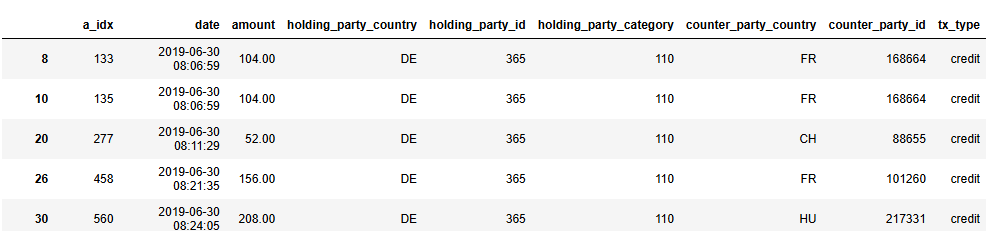 a_idx date amount holding_party_country holding_party_id holding_party_category counter_party_country counter_party_id tx_type
8 133 2019-06-30 08:06:59 104.00 DE 365 110 FR 168664 credit
10 135 2019-06-30 08:06:59 104.00 DE 365 110 FR 168664 credit
20 277 2019-06-30 08:11:29 52.00 DE 365 110 CH 88655 credit
26 458 2019-06-30 08:21:35 156.00 DE 365 110 FR 101260 credit
30 560 2019-06-30 08:24:05 208.00 DE 365 110 HU 217331 credit